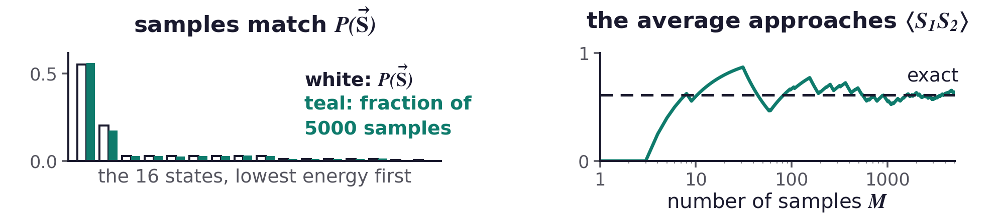 samples match P(S⃗)
0.5
0.0
white: P(S⃗)
teal: fraction of
5000 samples
the 16 states, lowest energy first
the average approaches ⟨S₁S₂⟩
1
0
exact
1 10 100 1000
number of samples M